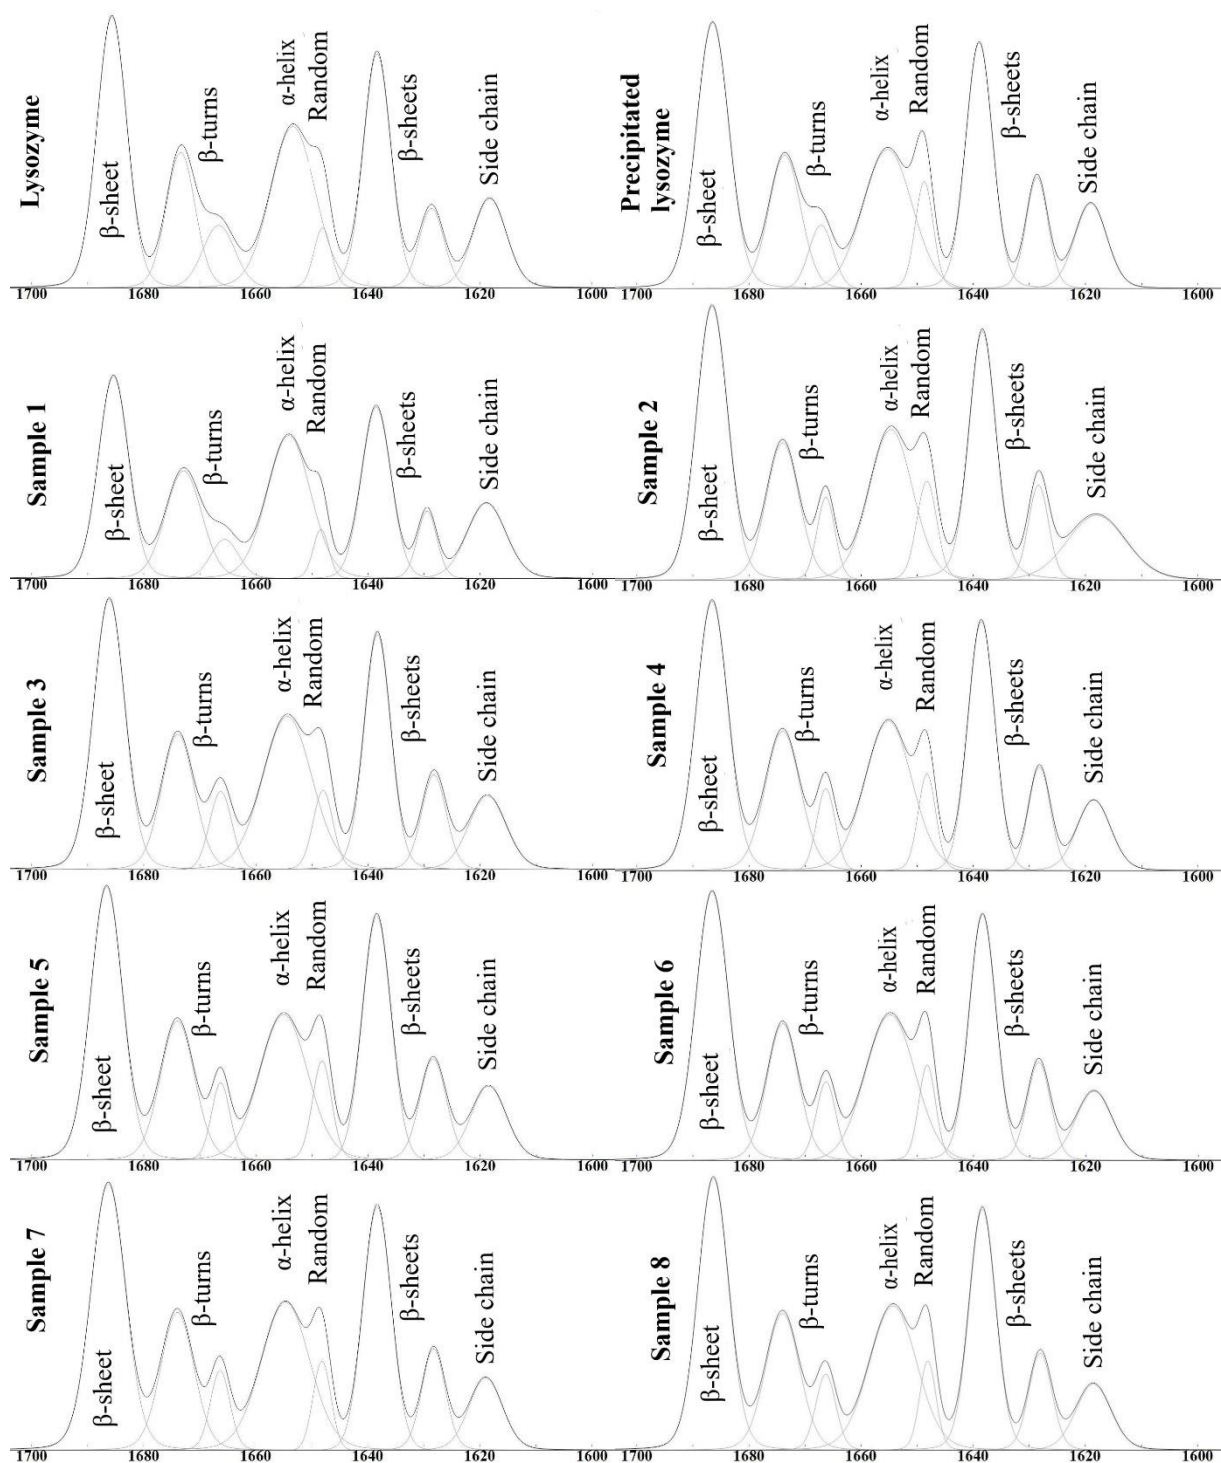 Lysozyme
β-sheet
β-turns
α-helix
Random
β-sheets
Side chain
1700 1680 1660 1640 1620 1600
Precipitated
lysozyme
β-sheet
β-turns
α-helix
Random
β-sheets
Side chain
1700 1680 1660 1640 1620 1600
Sample 1
β-sheet
β-turns
α-helix
Random
β-sheets
Side chain
1700 1680 1660 1640 1620 1600
Sample 2
β-sheet
β-turns
α-helix
Random
β-sheets
Side chain
1700 1680 1660 1640 1620 1600
Sample 3
β-sheet
β-turns
α-helix
Random
β-sheets
Side chain
1700 1680 1660 1640 1620 1600
Sample 4
β-sheet
β-turns
α-helix
Random
β-sheets
Side chain
1700 1680 1660 1640 1620 1600
Sample 5
β-sheet
β-turns
α-helix
Random
β-sheets
Side chain
1700 1680 1660 1640 1620 1600
Sample 6
β-sheet
β-turns
α-helix
Random
β-sheets
Side chain
1700 1680 1660 1640 1620 1600
Sample 7
β-sheet
β-turns
α-helix
Random
β-sheets
Side chain
1700 1680 1660 1640 1620 1600
Sample 8
β-sheet
β-turns
α-helix
Random
β-sheets
Side chain
1700 1680 1660 1640 1620 1600